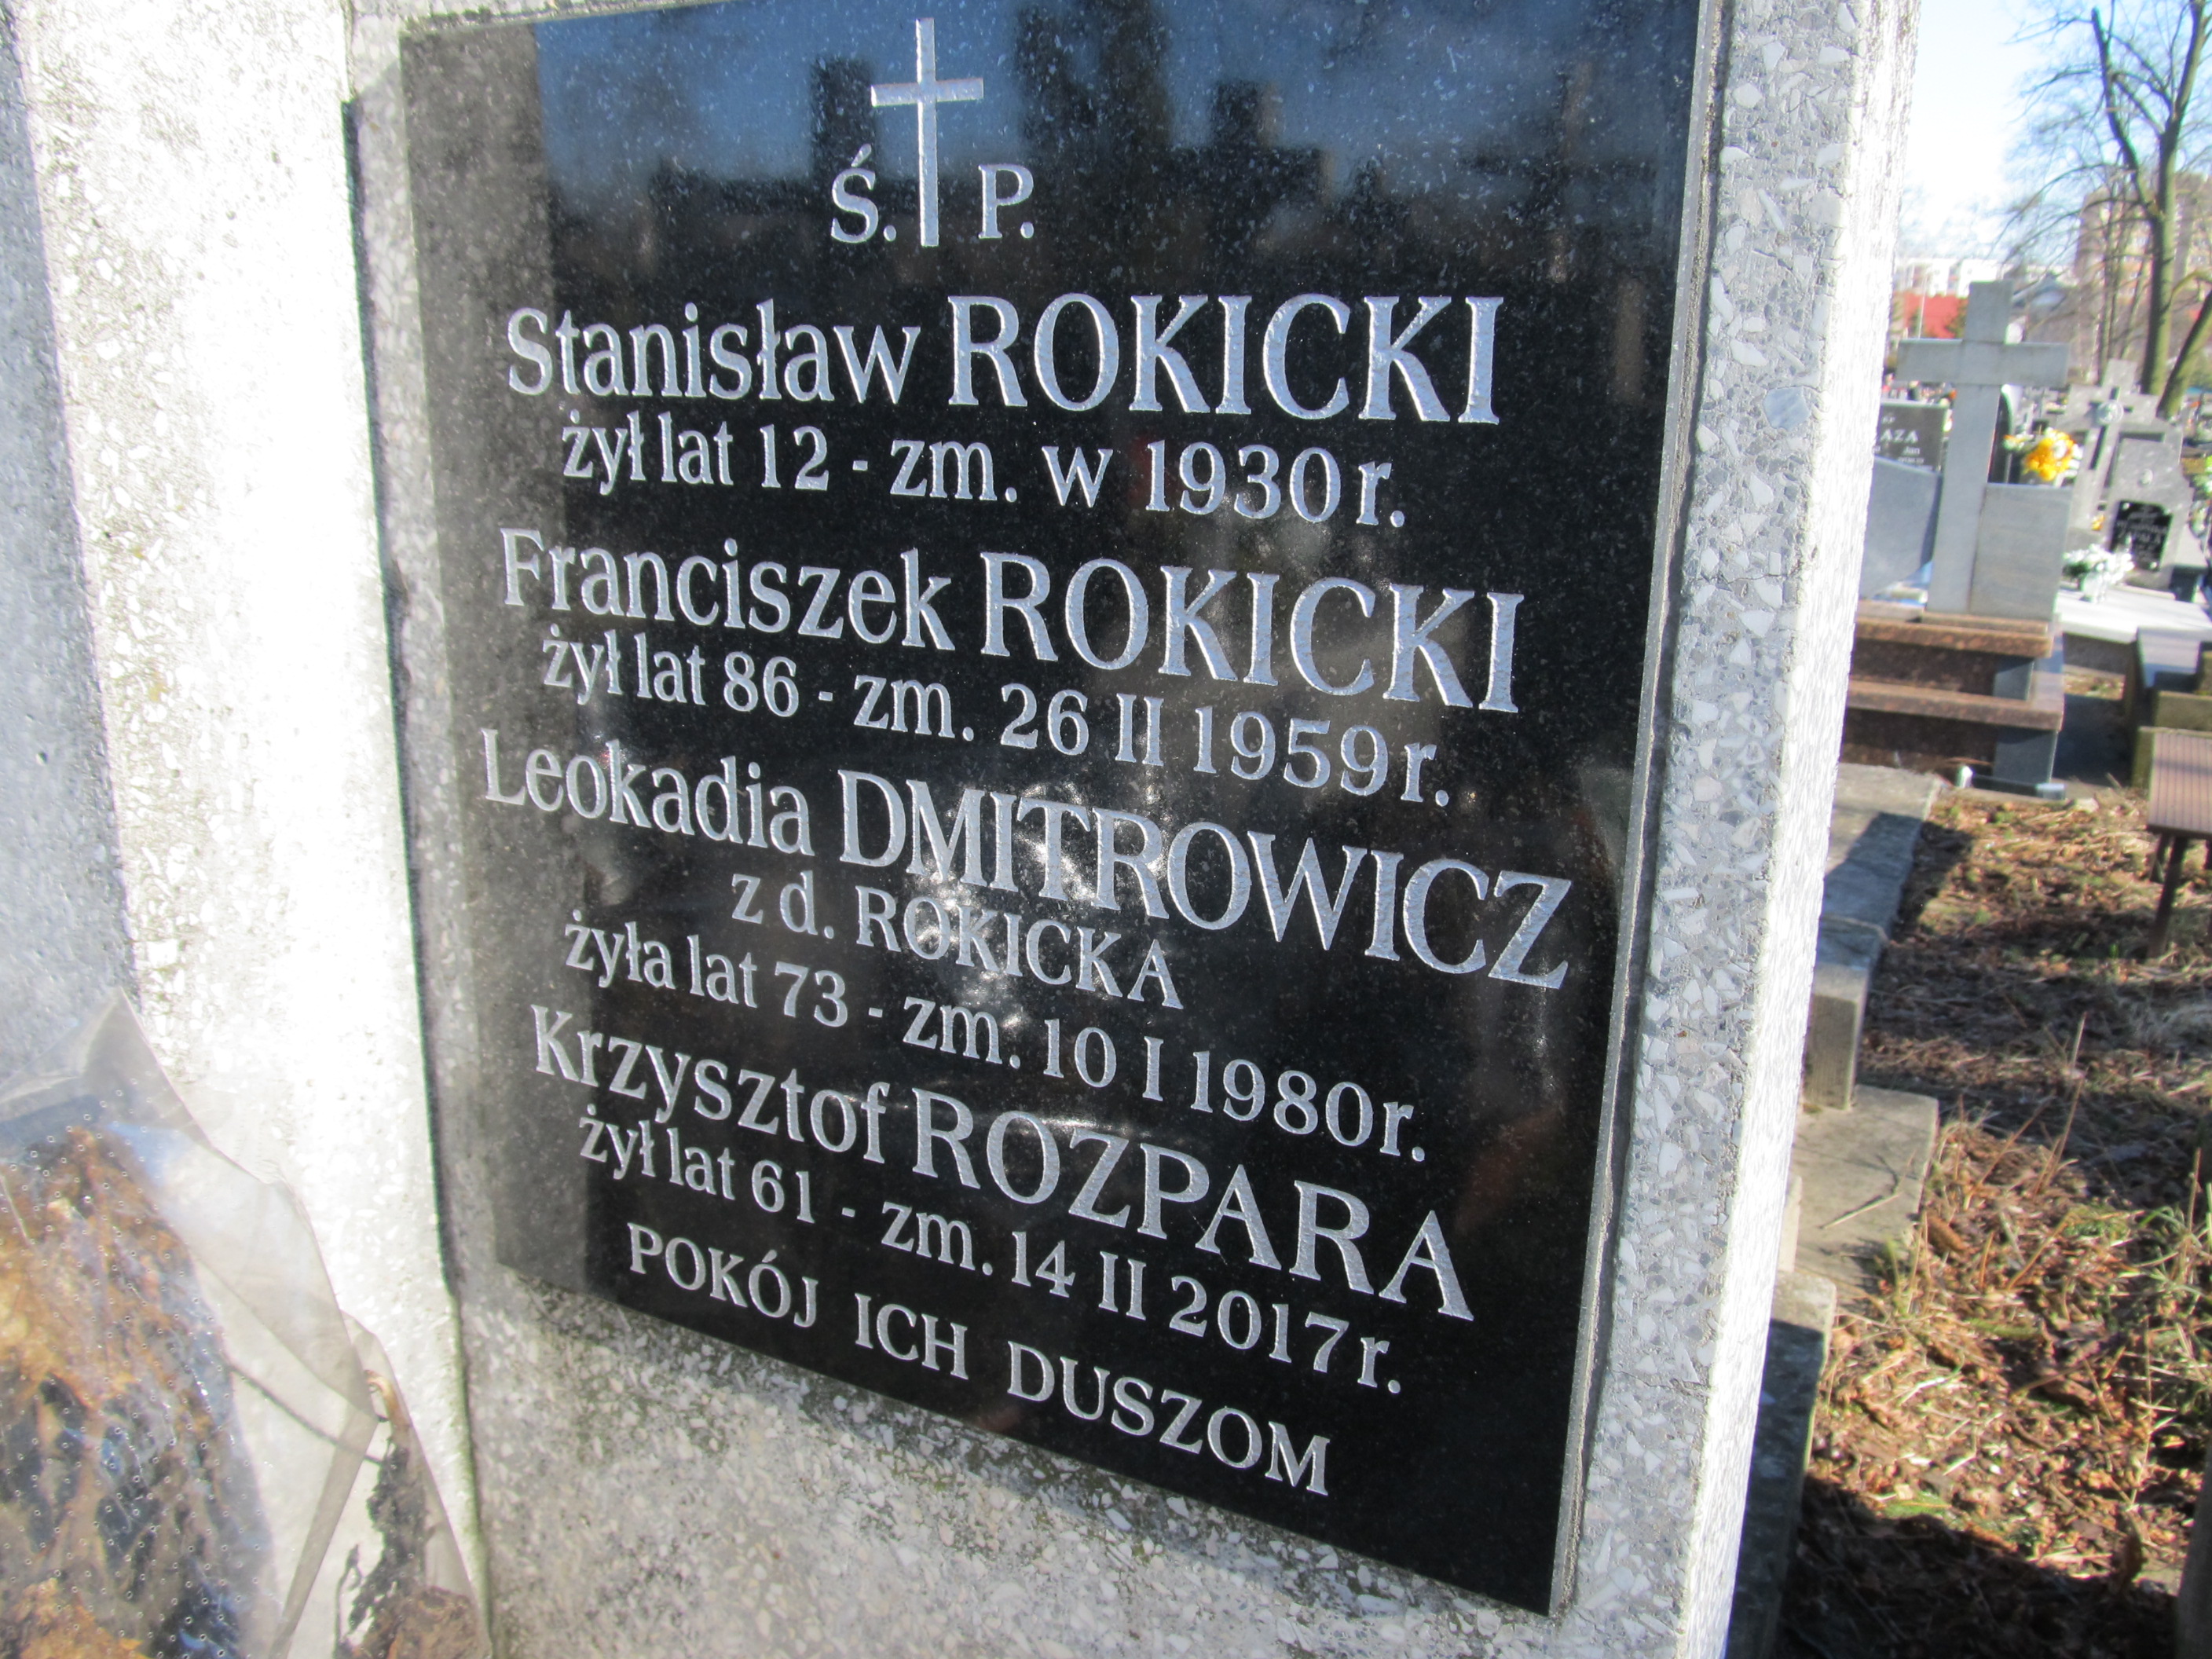 Ś. P.
Stanisław ROKICKI
żył lat 12 - zm. w 1930 r.
Franciszek ROKICKI
żył lat 86 - zm. 26 II 1959 r.
Leokadia DMITROWICZ
z d. ROKICKA
żyła lat 73 - zm. 10 I 1980 r.
Krzysztof ROZPARA
żył lat 61 - zm. 14 II 2017 r.
POKÓJ ICH DUSZOM